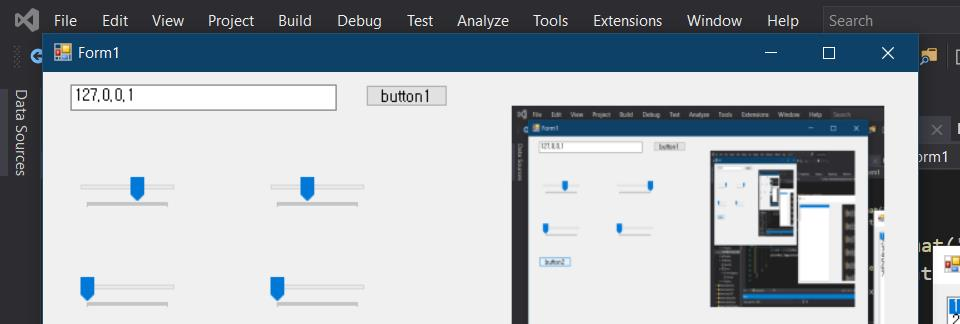 File Edit View Project Build Debug Test Analyze Tools Extensions Window Help Search
Form1
127,0,0,1 button1
Data Sources
File Edit View Project Build Debug Test Analyze Tools Extensions Window Help Search
Form1
127,0,0,1 button1
Data Sources
button2
orm1